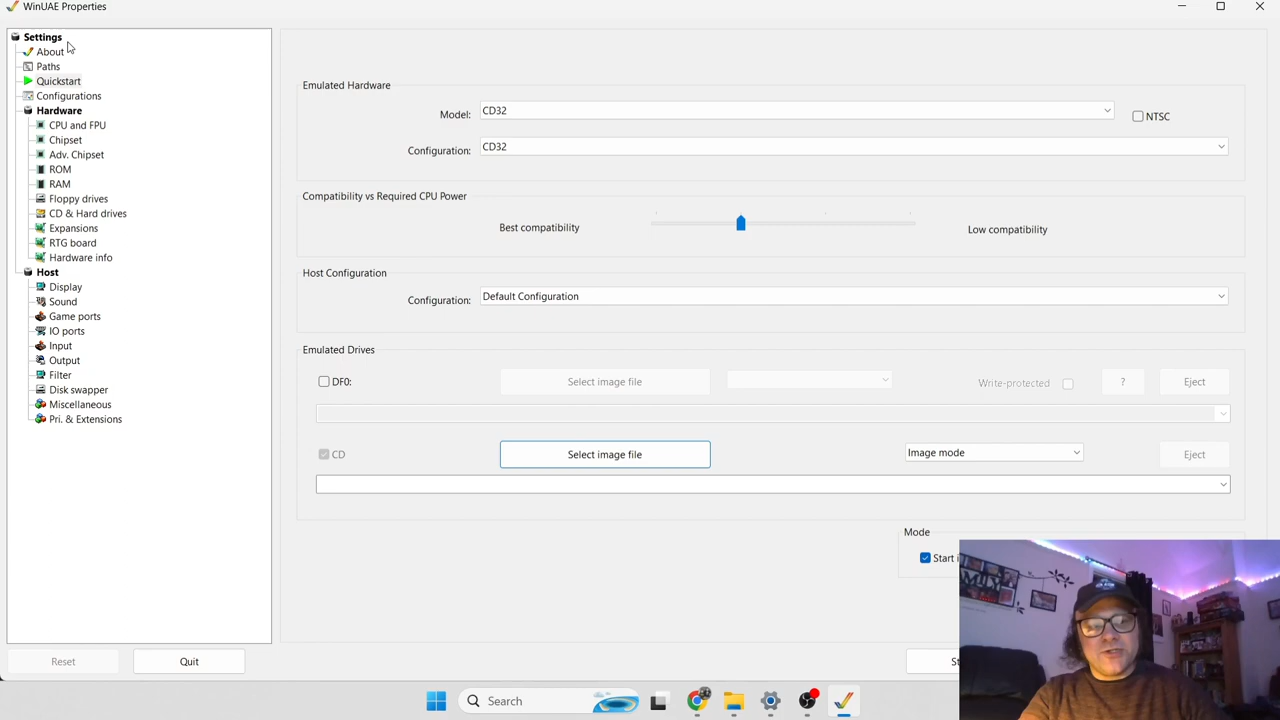 WinUAE Properties
Settings
About
Paths
Quickstart
Configurations
Hardware
CPU and FPU
Chipset
Adv. Chipset
ROM
RAM
Floppy drives
CD & Hard drives
Expansions
RTG board
Hardware info
Host
Display
Sound
Game ports
IO ports
Input
Output
Filter
Disk swapper
Miscellaneous
Pri. & Extensions
Reset
Quit
Emulated Hardware
Model:
CD32
NTSC
Configuration:
CD32
Compatibility vs Required CPU Power
Best compatibility
Low compatibility
Host Configuration
Configuration:
Default Configuration
Emulated Drives
DF0:
Select image file
Write-protected
?
Eject
CD
Select image file
Image mode
Eject
Mode
Start
St
Search